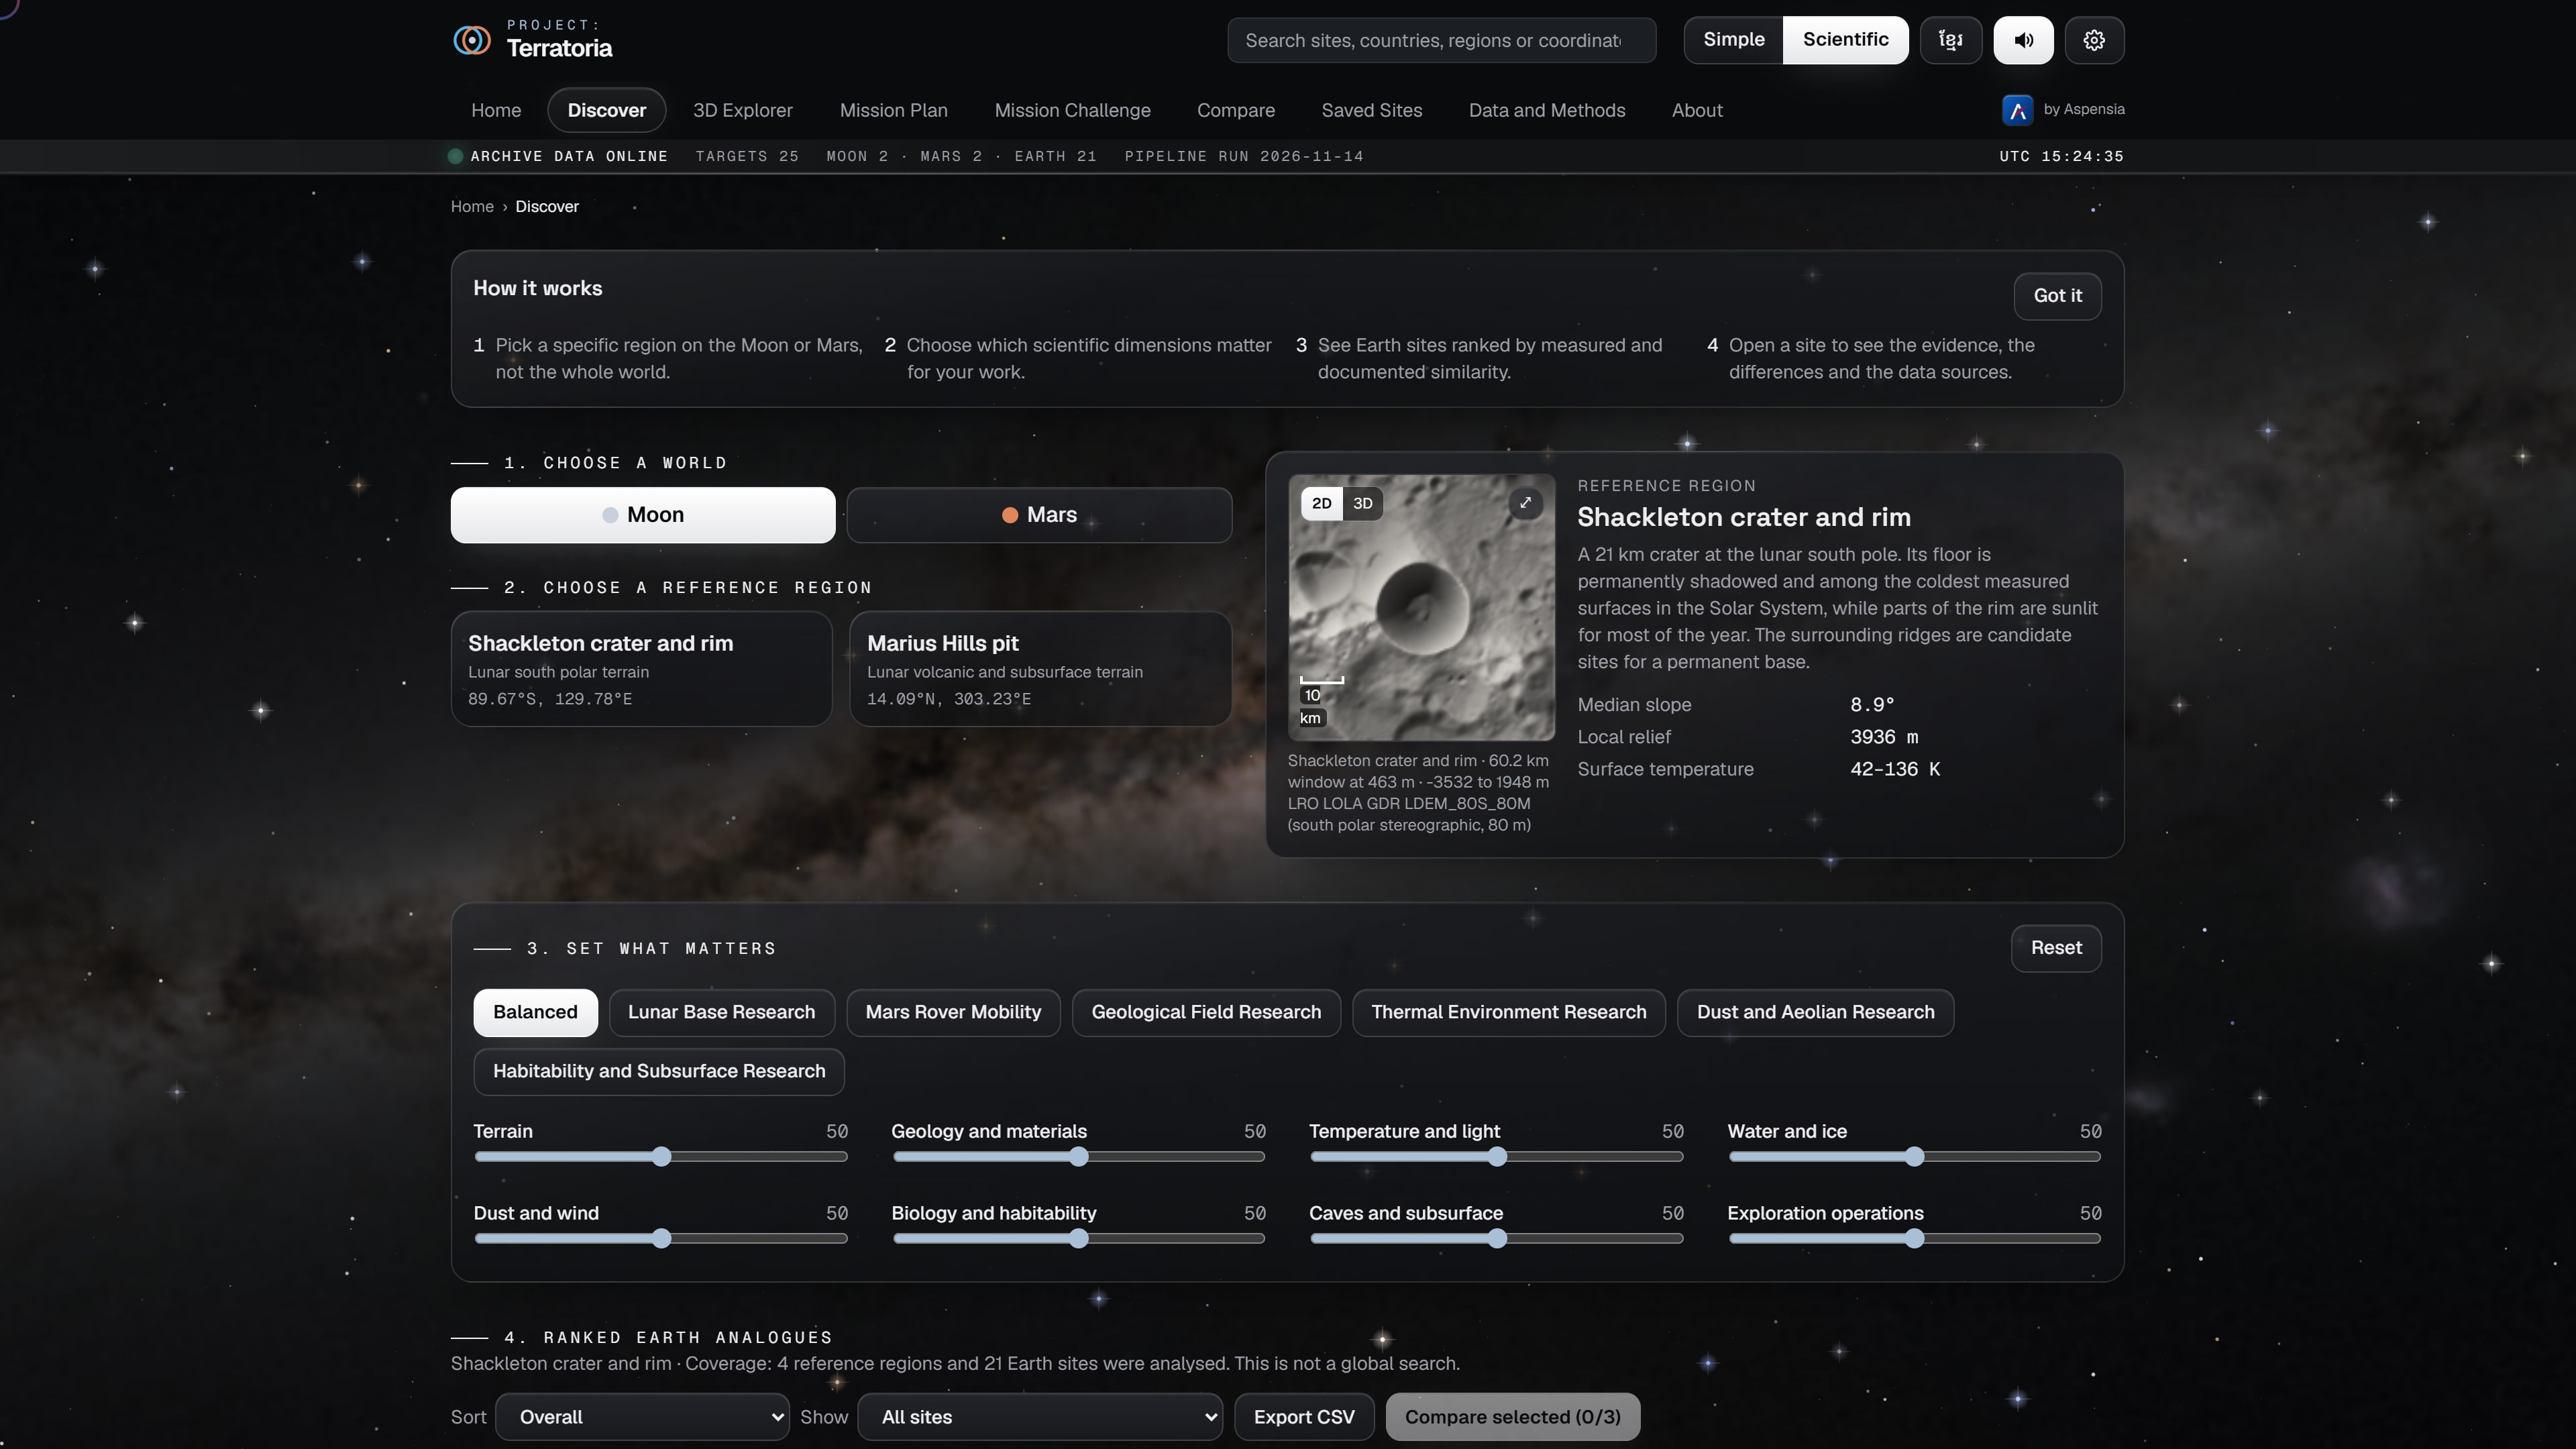 PROJECT:
Terratoria
Search sites, countries, regions or coordinat
Simple
Scientific
ខ្មែរ
Home
Discover
3D Explorer
Mission Plan
Mission Challenge
Compare
Saved Sites
Data and Methods
About
by Aspensia
ARCHIVE DATA ONLINE
TARGETS 25
MOON 2 · MARS 2 · EARTH 21
PIPELINE RUN 2026-11-14
UTC 15:24:35
Home › Discover
How it works
Got it
1 Pick a specific region on the Moon or Mars,
not the whole world.
2 Choose which scientific dimensions matter
for your work.
3 See Earth sites ranked by measured and
documented similarity.
4 Open a site to see the evidence, the
differences and the data sources.
1. CHOOSE A WORLD
Moon
Mars
2. CHOOSE A REFERENCE REGION
Shackleton crater and rim
Lunar south polar terrain
89.67°S, 129.78°E
Marius Hills pit
Lunar volcanic and subsurface terrain
14.09°N, 303.23°E
2D
3D
10
km
Shackleton crater and rim · 60.2 km
window at 463 m · -3532 to 1948 m
LRO LOLA GDR LDEM_80S_80M
(south polar stereographic, 80 m)
REFERENCE REGION
Shackleton crater and rim
A 21 km crater at the lunar south pole. Its floor is
permanently shadowed and among the coldest measured
surfaces in the Solar System, while parts of the rim are sunlit
for most of the year. The surrounding ridges are candidate
sites for a permanent base.
Median slope 8.9°
Local relief 3936 m
Surface temperature 42–136 K
3. SET WHAT MATTERS
Reset
Balanced
Lunar Base Research
Mars Rover Mobility
Geological Field Research
Thermal Environment Research
Dust and Aeolian Research
Habitability and Subsurface Research
Terrain 50
Geology and materials 50
Temperature and light 50
Water and ice 50
Dust and wind 50
Biology and habitability 50
Caves and subsurface 50
Exploration operations 50
4. RANKED EARTH ANALOGUES
Shackleton crater and rim · Coverage: 4 reference regions and 21 Earth sites were analysed. This is not a global search.
Sort
Overall
Show
All sites
Export CSV
Compare selected (0/3)